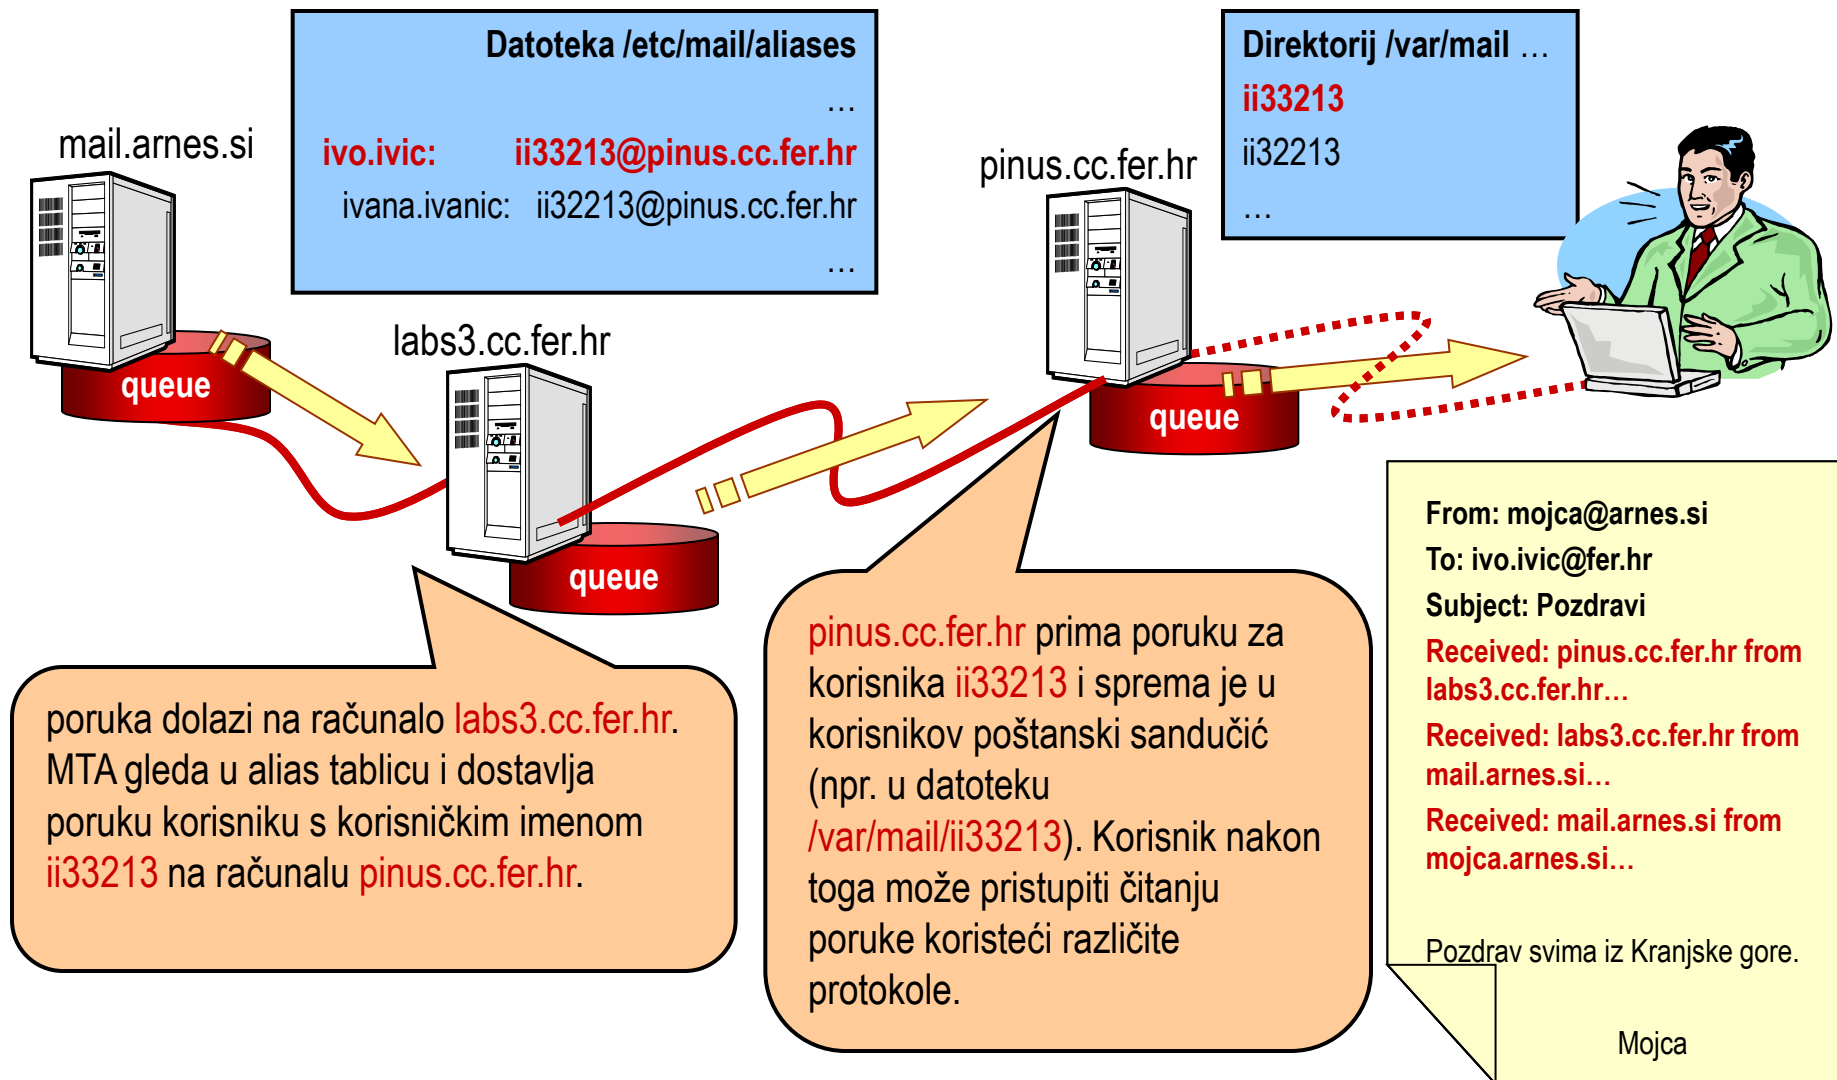 mail.arnes.si
queue
Datoteka /etc/mail/aliases
…
ivo.ivic: ii33213@pinus.cc.fer.hr
ivana.ivanic: ii32213@pinus.cc.fer.hr
…
labs3.cc.fer.hr
queue
pinus.cc.fer.hr
queue
Direktorij /var/mail …
ii33213
ii32213
…
poruka dolazi na računalo labs3.cc.fer.hr.
MTA gleda u alias tablicu i dostavlja
poruku korisniku s korisničkim imenom
ii33213 na računalu pinus.cc.fer.hr.
pinus.cc.fer.hr prima poruku za
korisnika ii33213 i sprema je u
korisnikov poštanski sandučić
(npr. u datoteku
/var/mail/ii33213). Korisnik nakon
toga može pristupiti čitanju
poruke koristeći različite
protokole.
From: mojca@arnes.si
To: ivo.ivic@fer.hr
Subject: Pozdravi
Received: pinus.cc.fer.hr from
labs3.cc.fer.hr…
Received: labs3.cc.fer.hr from
mail.arnes.si…
Received: mail.arnes.si from
mojca.arnes.si…
Pozdrav svima iz Kranjske gore.
Mojca